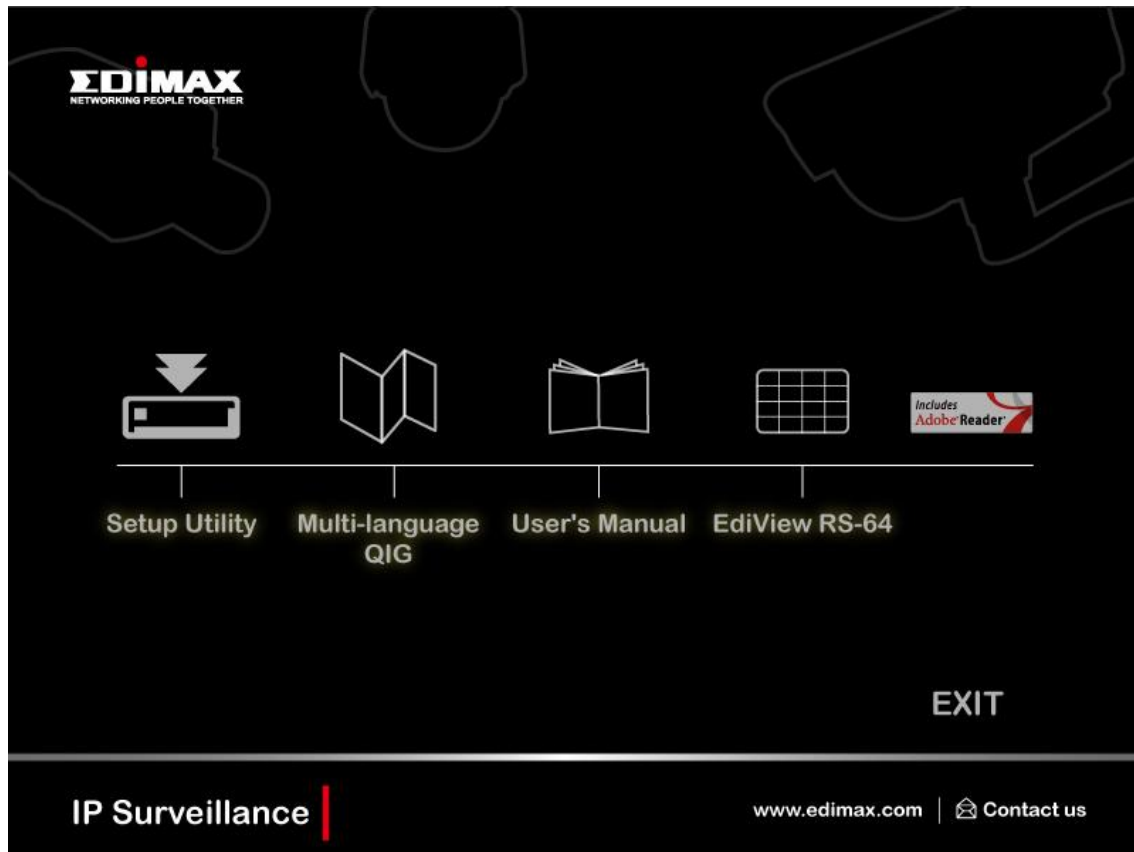 EDiMAX
NETWORKING PEOPLE TOGETHER
Includes
Adobe Reader
Setup Utility
Multi-language
QIG
User's Manual
EdiView RS-64
EXIT
IP Surveillance
www.edimax.com
Contact us